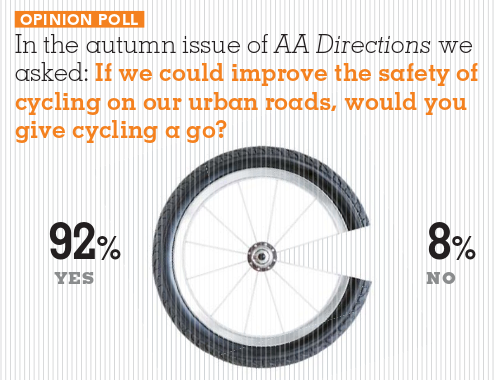 OPINION POLL
In the autumn issue of AA Directions we
asked: If we could improve the safety of
cycling on our urban roads, would you
give cycling a go?
92%
YES
8%
NO